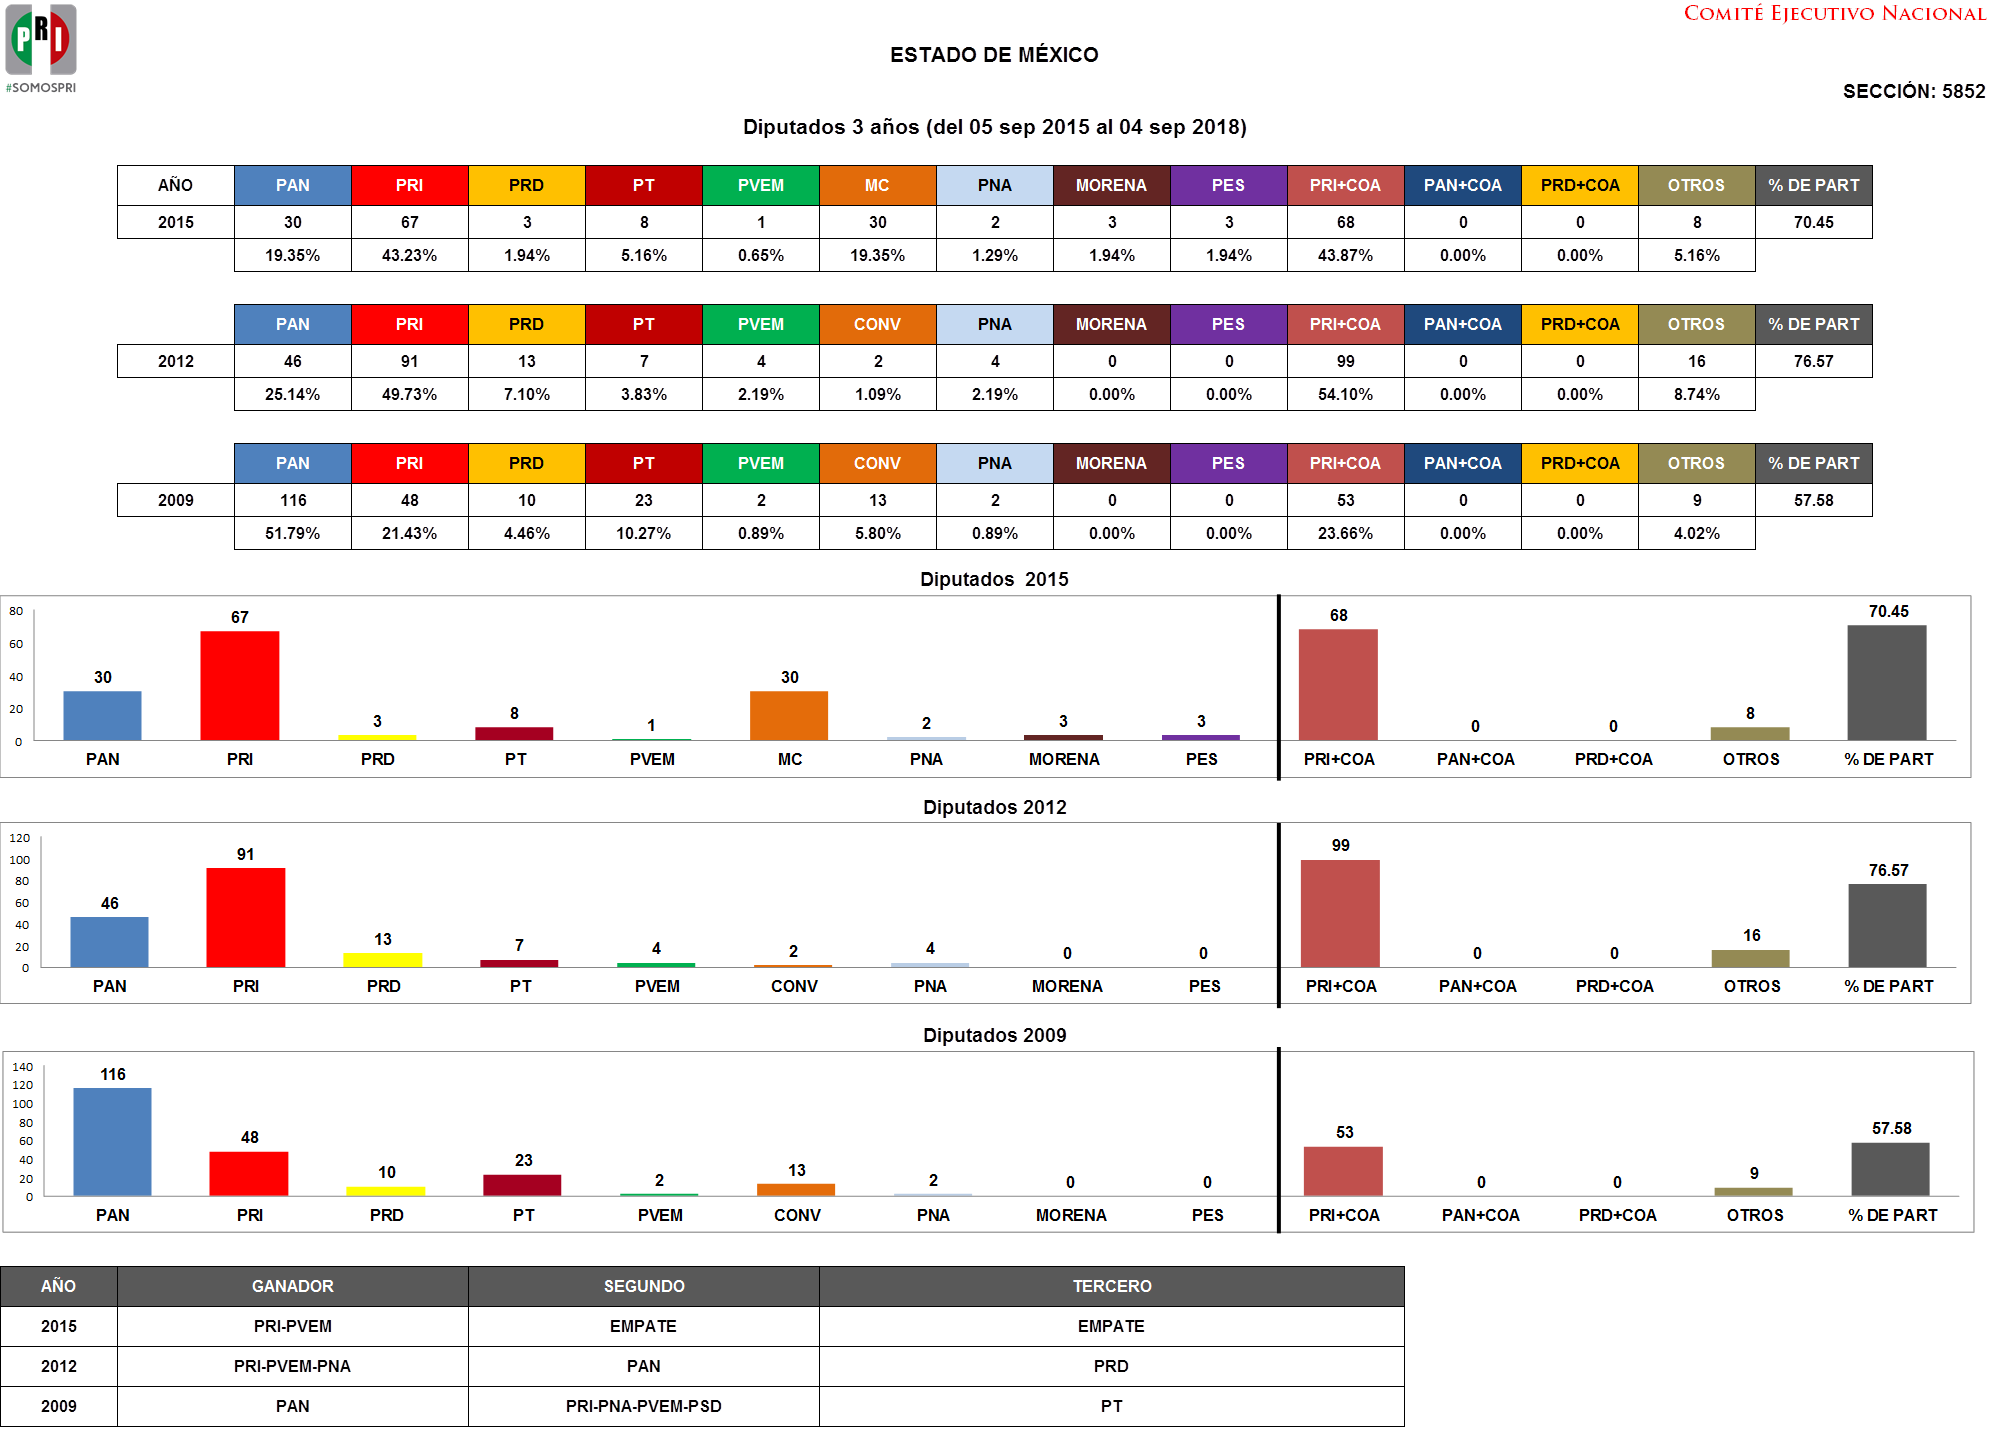 PRI
#SOMOSPRI
COMITÉ EJECUTIVO NACIONAL
ESTADO DE MÉXICO
SECCIÓN: 5852
Diputados 3 años (del 05 sep 2015 al 04 sep 2018)
AÑO PAN PRI PRD PT PVEM MC PNA MORENA PES PRI+COA PAN+COA PRD+COA OTROS % DE PART
2015 30 67 3 8 1 30 2 3 3 68 0 0 8 70.45
19.35% 43.23% 1.94% 5.16% 0.65% 19.35% 1.29% 1.94% 1.94% 43.87% 0.00% 0.00% 5.16%
PAN PRI PRD PT PVEM CONV PNA MORENA PES PRI+COA PAN+COA PRD+COA OTROS % DE PART
2012 46 91 13 7 4 2 4 0 0 99 0 0 16 76.57
25.14% 49.73% 7.10% 3.83% 2.19% 1.09% 2.19% 0.00% 0.00% 54.10% 0.00% 0.00% 8.74%
PAN PRI PRD PT PVEM CONV PNA MORENA PES PRI+COA PAN+COA PRD+COA OTROS % DE PART
2009 116 48 10 23 2 13 2 0 0 53 0 0 9 57.58
51.79% 21.43% 4.46% 10.27% 0.89% 5.80% 0.89% 0.00% 0.00% 23.66% 0.00% 0.00% 4.02%
Diputados 2015
80
60
40
20
0
30 67 3 8 1 30 2 3 3 68 0 0 8 70.45
PAN PRI PRD PT PVEM MC PNA MORENA PES PRI+COA PAN+COA PRD+COA OTROS % DE PART
Diputados 2012
120
100
80
60
40
20
0
46 91 13 7 4 2 4 0 0 99 0 0 16 76.57
PAN PRI PRD PT PVEM CONV PNA MORENA PES PRI+COA PAN+COA PRD+COA OTROS % DE PART
Diputados 2009
140
120
100
80
60
40
20
0
116 48 10 23 2 13 2 0 0 53 0 0 9 57.58
PAN PRI PRD PT PVEM CONV PNA MORENA PES PRI+COA PAN+COA PRD+COA OTROS % DE PART
AÑO GANADOR SEGUNDO TERCERO
2015 PRI-PVEM EMPATE EMPATE
2012 PRI-PVEM-PNA PAN PRD
2009 PAN PRI-PNA-PVEM-PSD PT